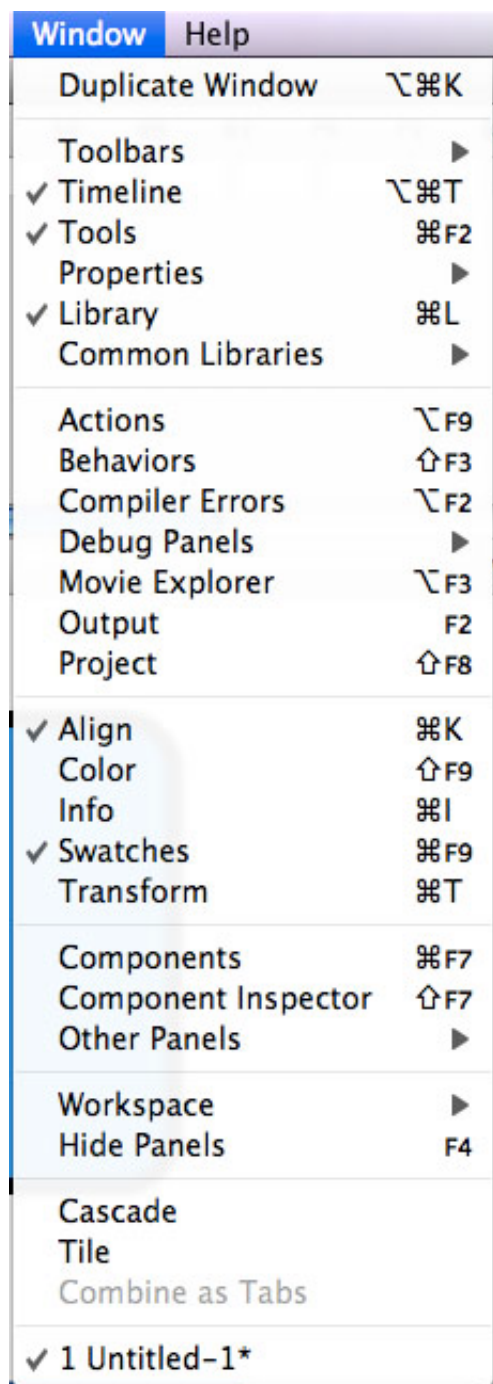 Window Help
Duplicate Window ⌥⌘K
Toolbars ▶
✓ Timeline ⌥⌘T
✓ Tools ⌘F2
Properties ▶
✓ Library ⌘L
Common Libraries ▶
Actions ⌥F9
Behaviors ⇧F3
Compiler Errors ⌥F2
Debug Panels ▶
Movie Explorer ⌥F3
Output F2
Project ⇧F8
✓ Align ⌘K
Color ⇧F9
Info ⌘I
✓ Swatches ⌘F9
Transform ⌘T
Components ⌘F7
Component Inspector ⇧F7
Other Panels ▶
Workspace ▶
Hide Panels F4
Cascade
Tile
Combine as Tabs
✓ 1 Untitled-1*